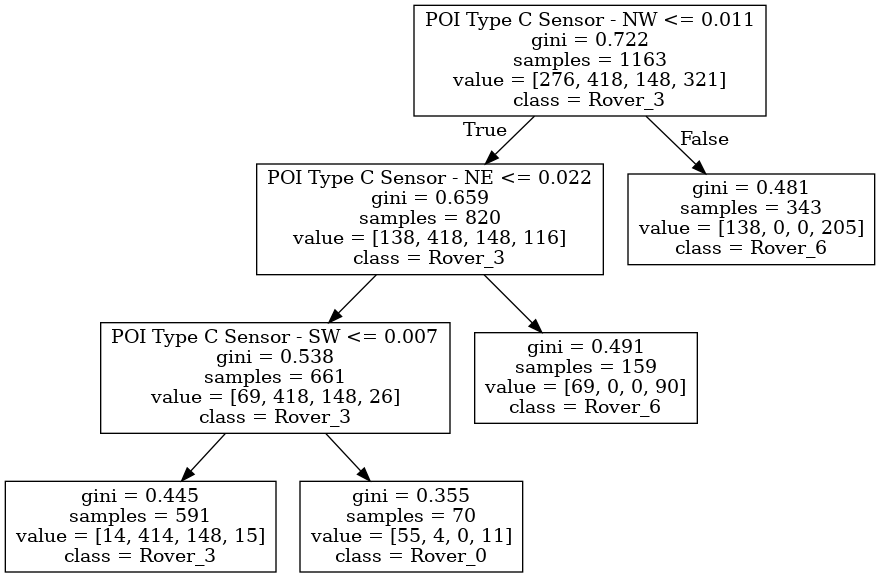 POI Type C Sensor - NW <= 0.011
gini = 0.722
samples = 1163
value = [276, 418, 148, 321]
class = Rover_3
True
False
POI Type C Sensor - NE <= 0.022
gini = 0.659
samples = 820
value = [138, 418, 148, 116]
class = Rover_3
gini = 0.481
samples = 343
value = [138, 0, 0, 205]
class = Rover_6
POI Type C Sensor - SW <= 0.007
gini = 0.538
samples = 661
value = [69, 418, 148, 26]
class = Rover_3
gini = 0.491
samples = 159
value = [69, 0, 0, 90]
class = Rover_6
gini = 0.445
samples = 591
value = [14, 414, 148, 15]
class = Rover_3
gini = 0.355
samples = 70
value = [55, 4, 0, 11]
class = Rover_0